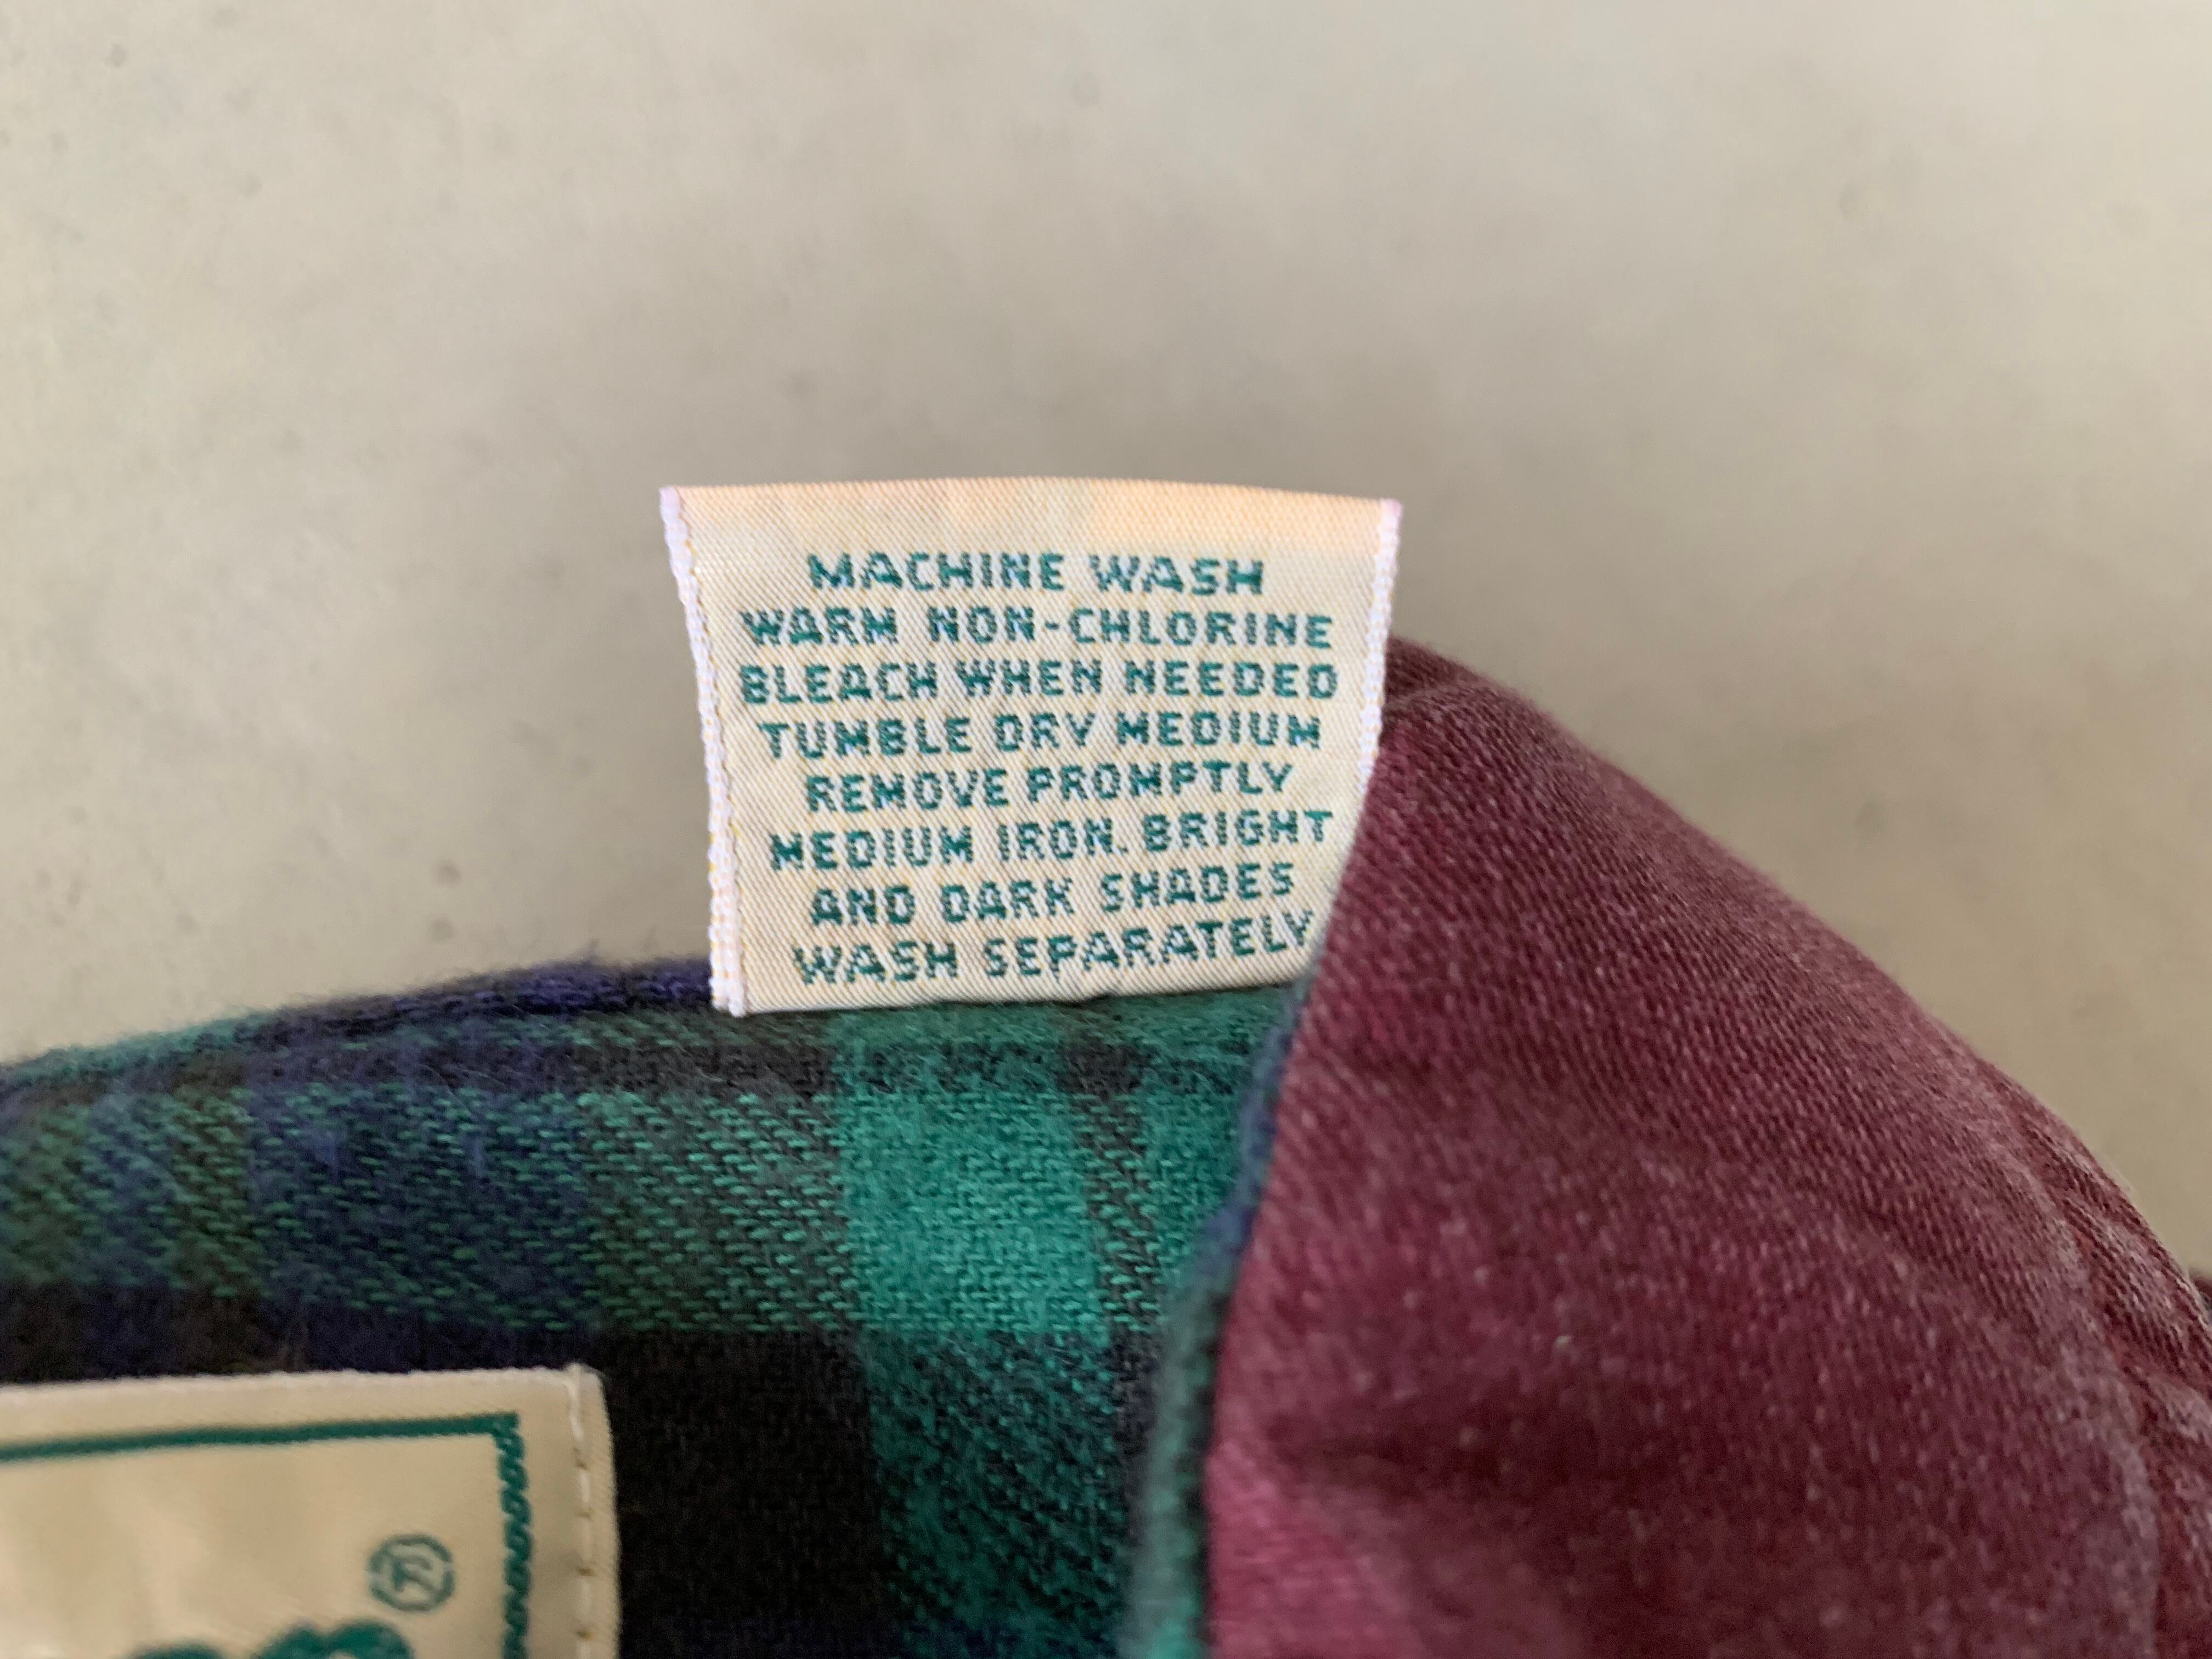 MACHINE WASH
WARM NON-CHLORINE
BLEACH WHEN NEEDED
TUMBLE DRY MEDIUM
REMOVE PROMPTLY
MEDIUM IRON. BRIGHT
AND DARK SHADES
WASH SEPARATELY
®